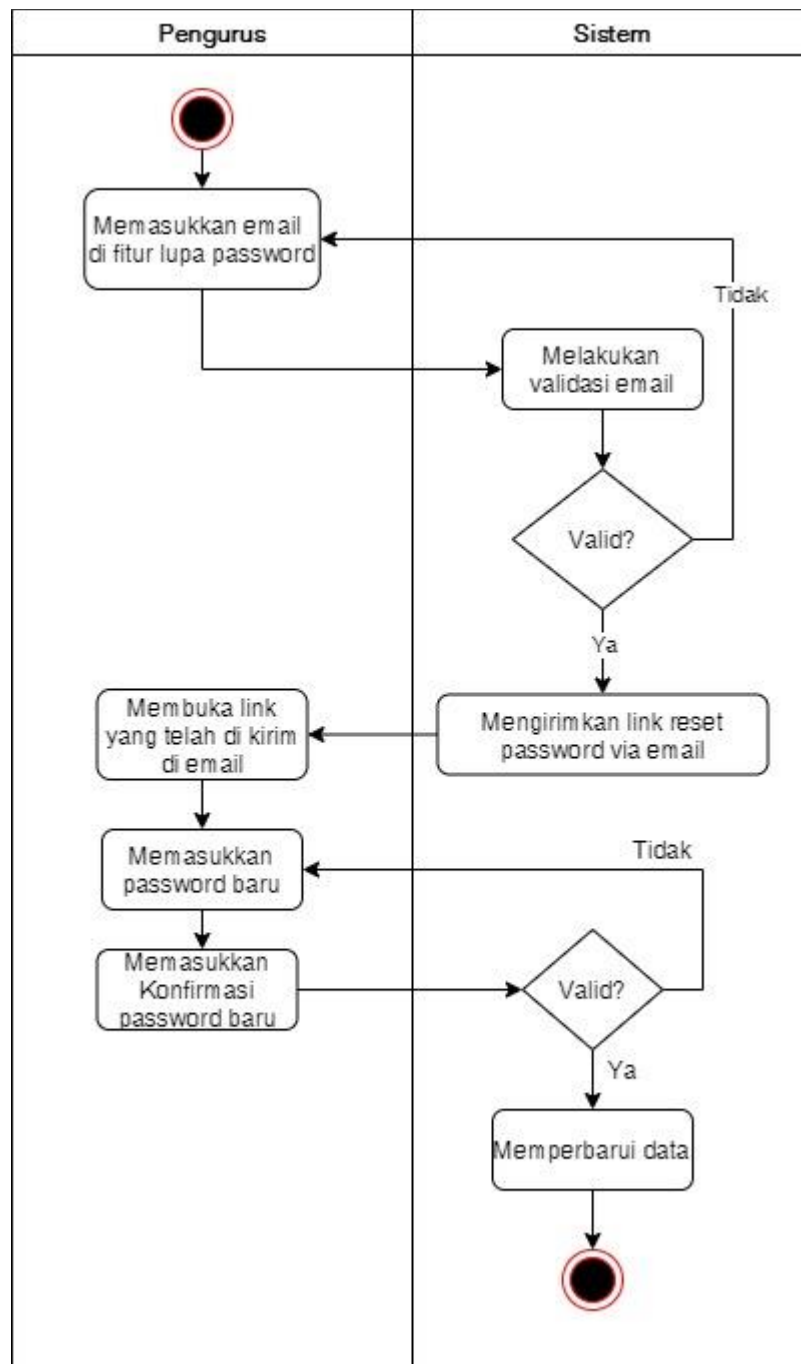 Pengurus
Sistem
Memasukkan email
di fitur lupa password
Tidak
Melakukan
validasi email
Valid?
Ya
Mengirimkan link reset
password via email
Membuka link
yang telah di kirim
di email
Memasukkan
password baru
Tidak
Memasukkan
Konfirmasi
password baru
Valid?
Ya
Memperbarui data